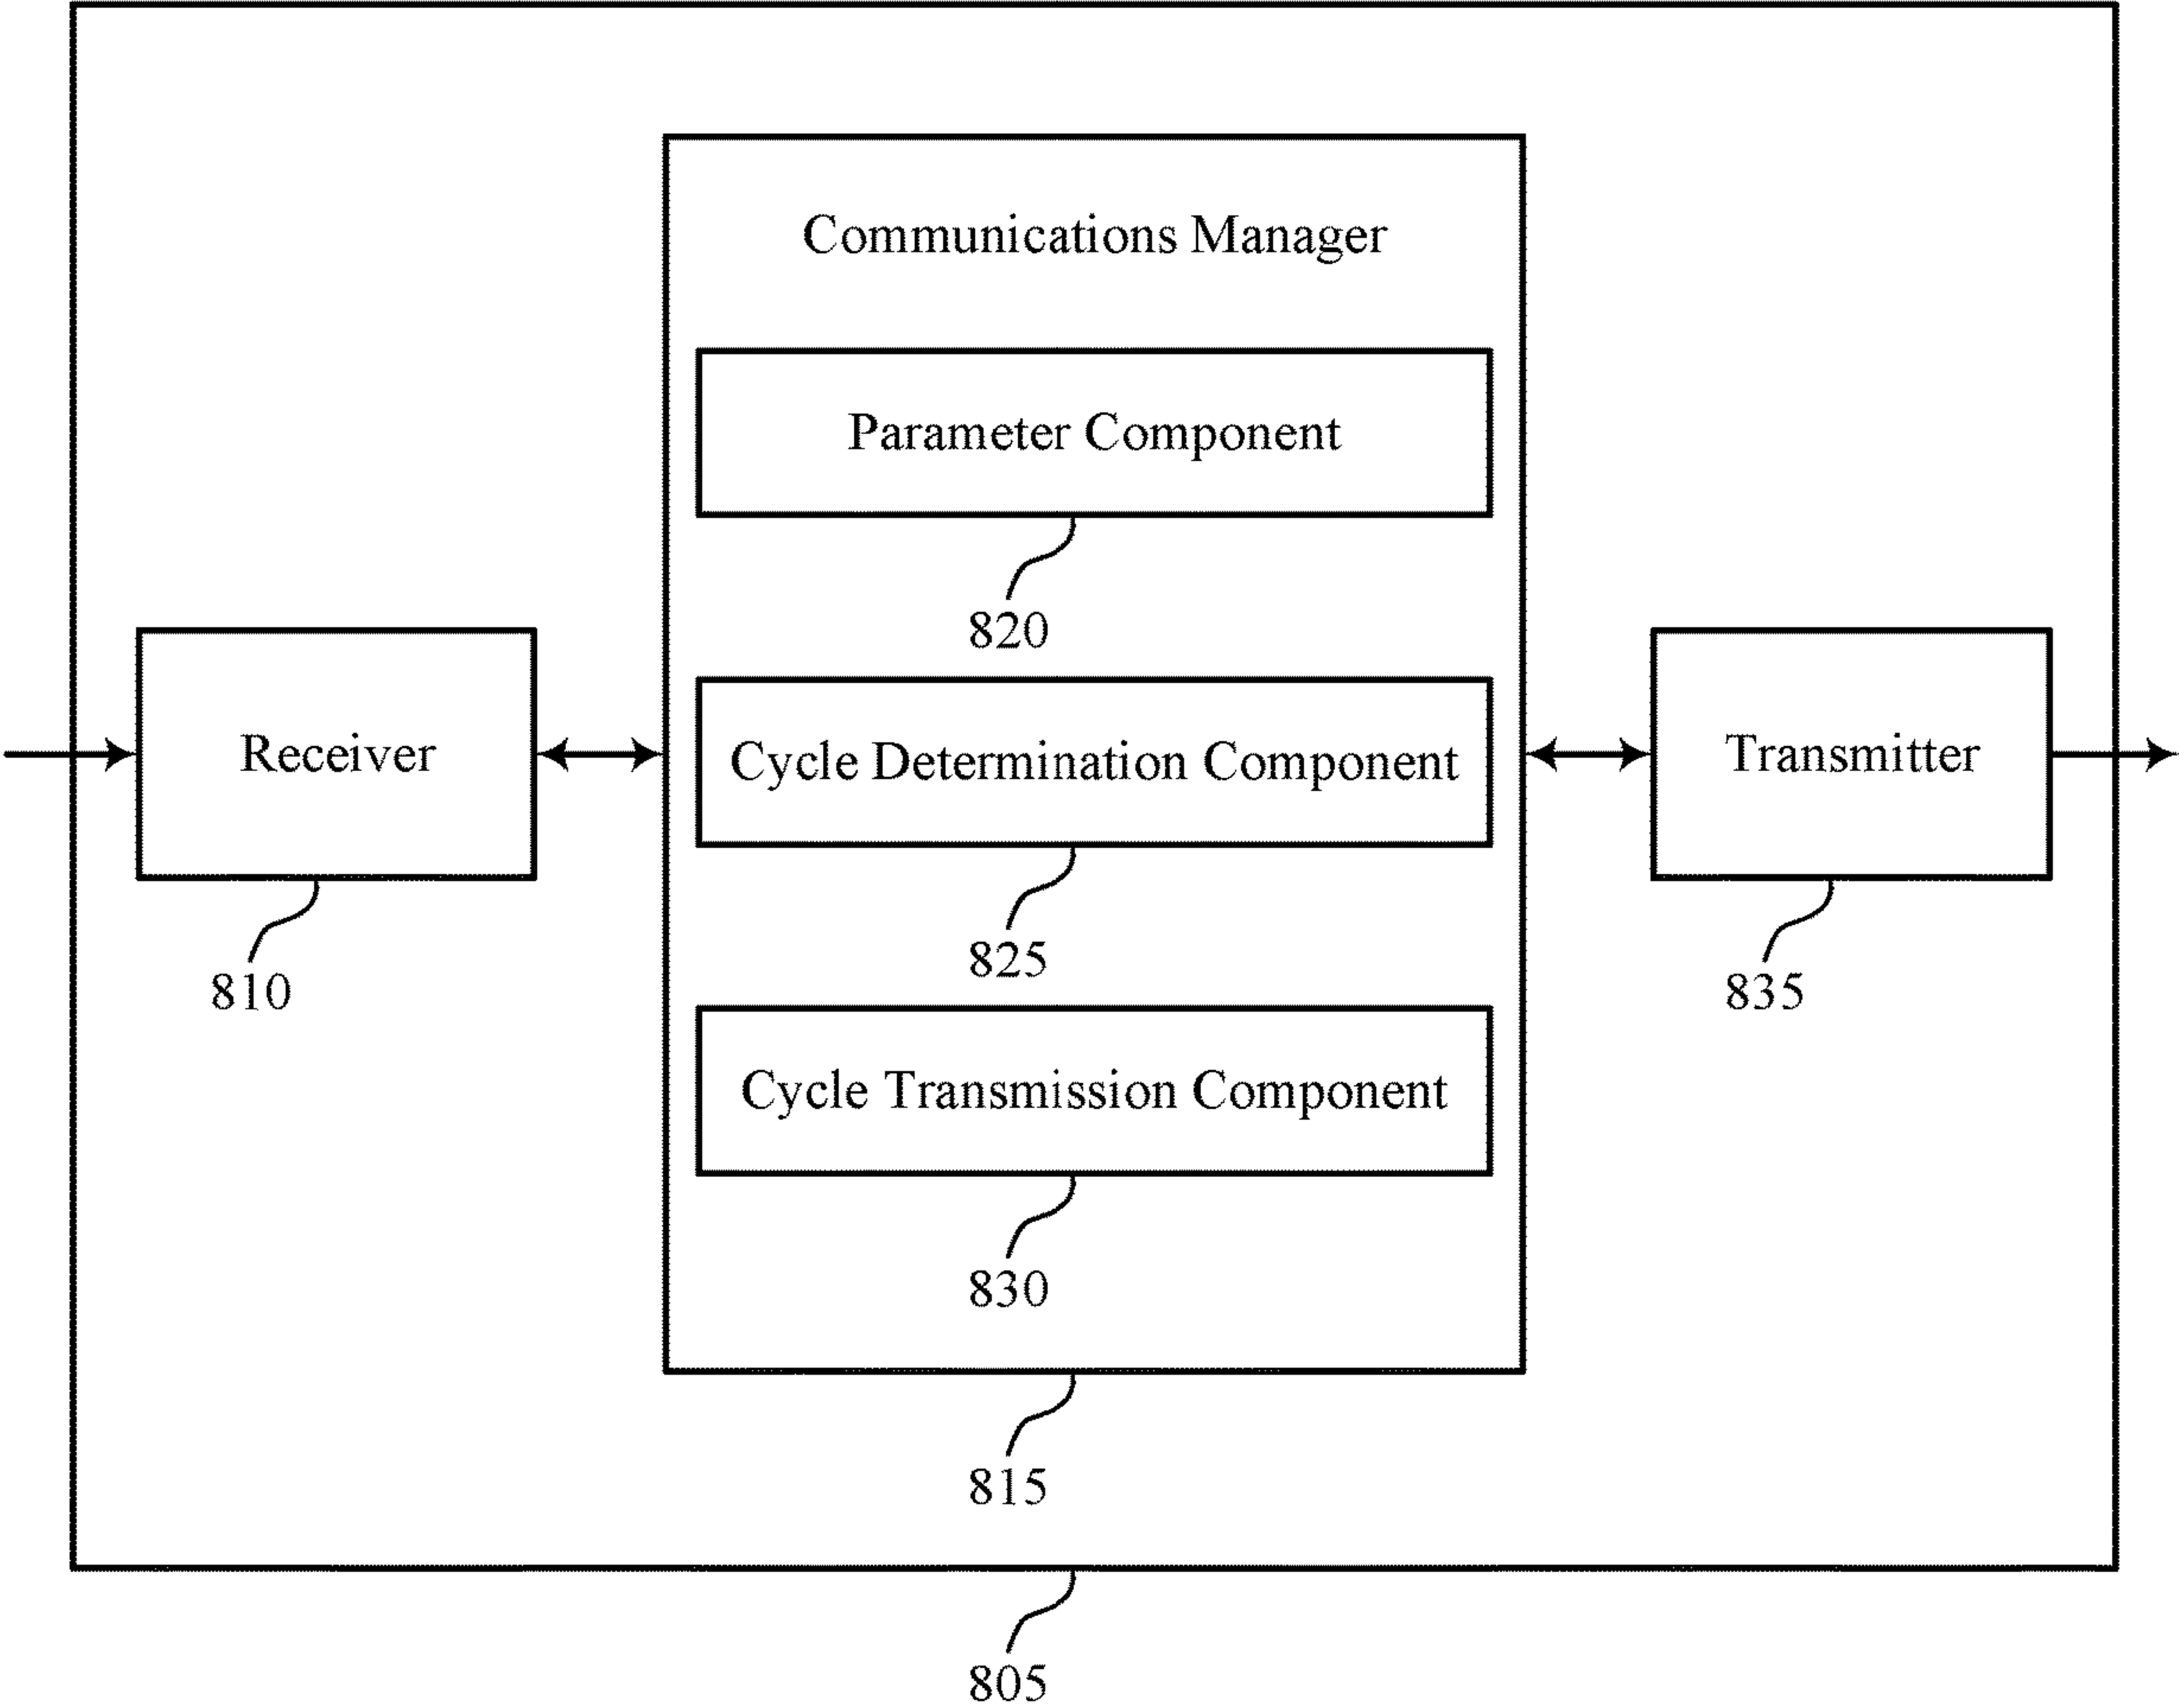 Communications Manager
Parameter Component
820
Receiver
810
Cycle Determination Component
825
Transmitter
835
Cycle Transmission Component
830
815
805